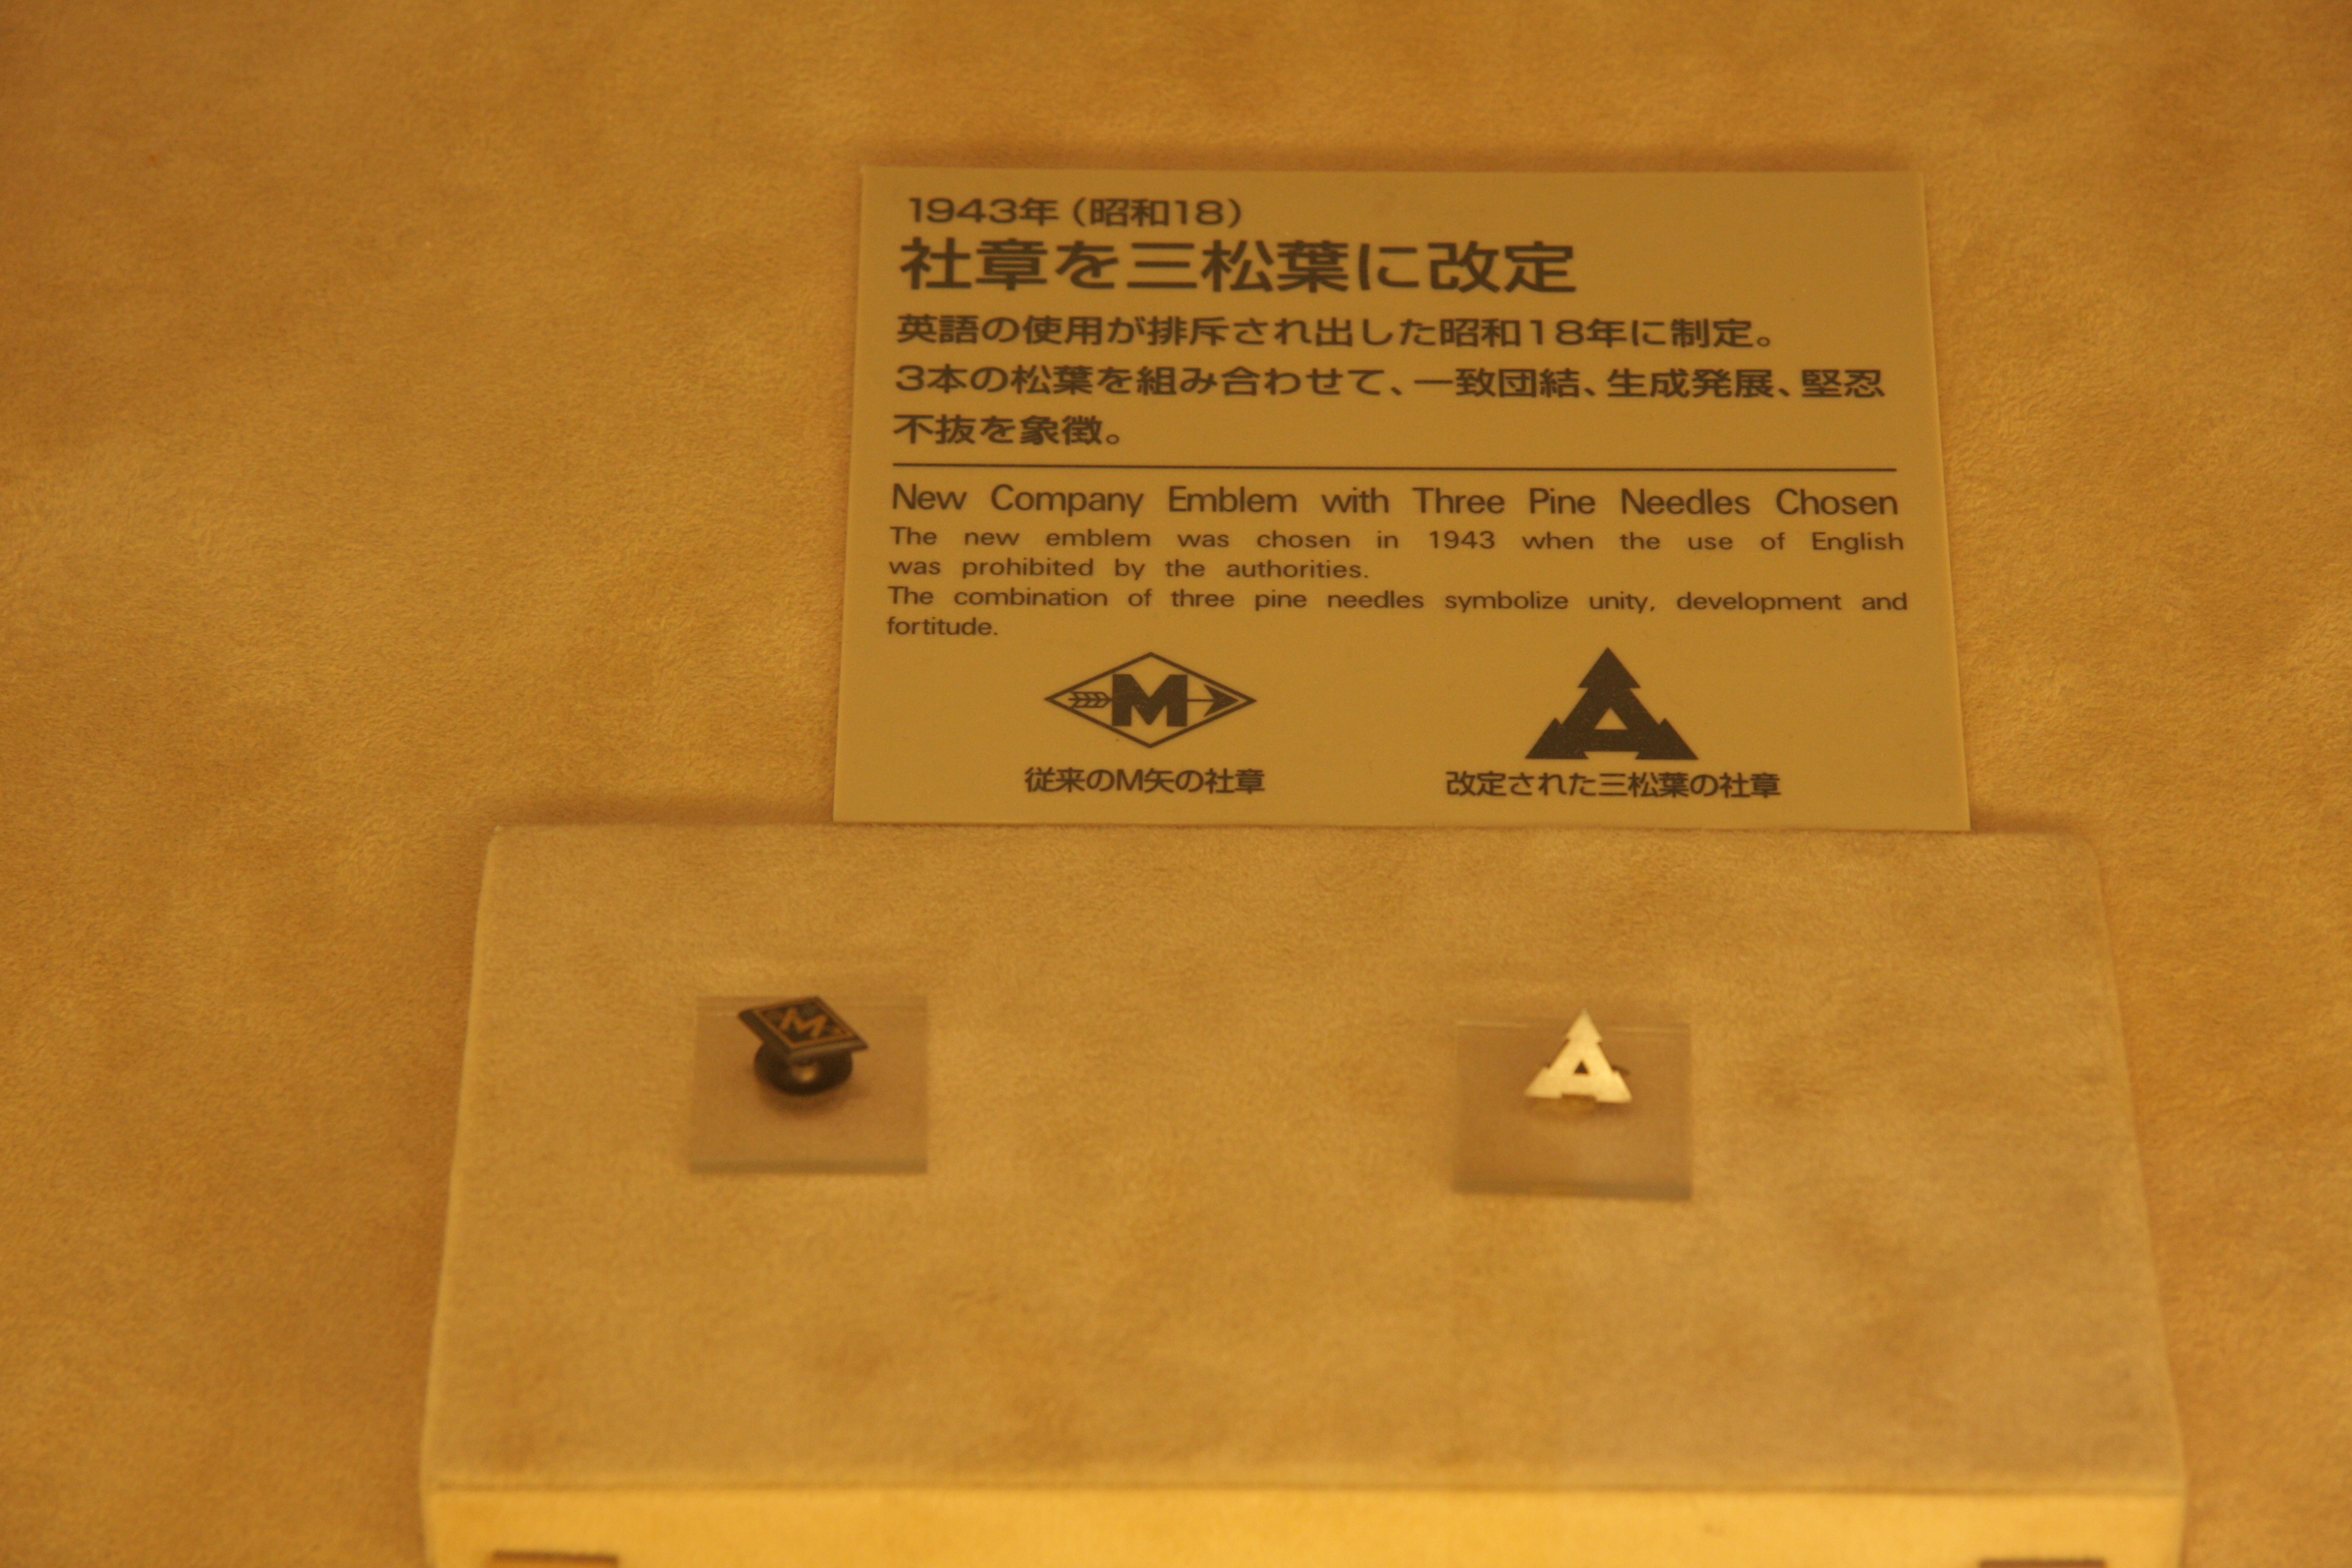 1943年(昭和18)
社章を三松葉に改定
英語の使用が排斥され出した昭和18年に制定。
3本の松葉を組み合わせて、一致団結、生成発展、堅忍
不抜を象徴。
New Company Emblem with Three Pine Needles Chosen
The new emblem was chosen in 1943 when the use of English
was prohibited by the authorities.
The combination of three pine needles symbolize unity, development and
fortitude.
M
従来のM矢の社章
改定された三松葉の社章
M